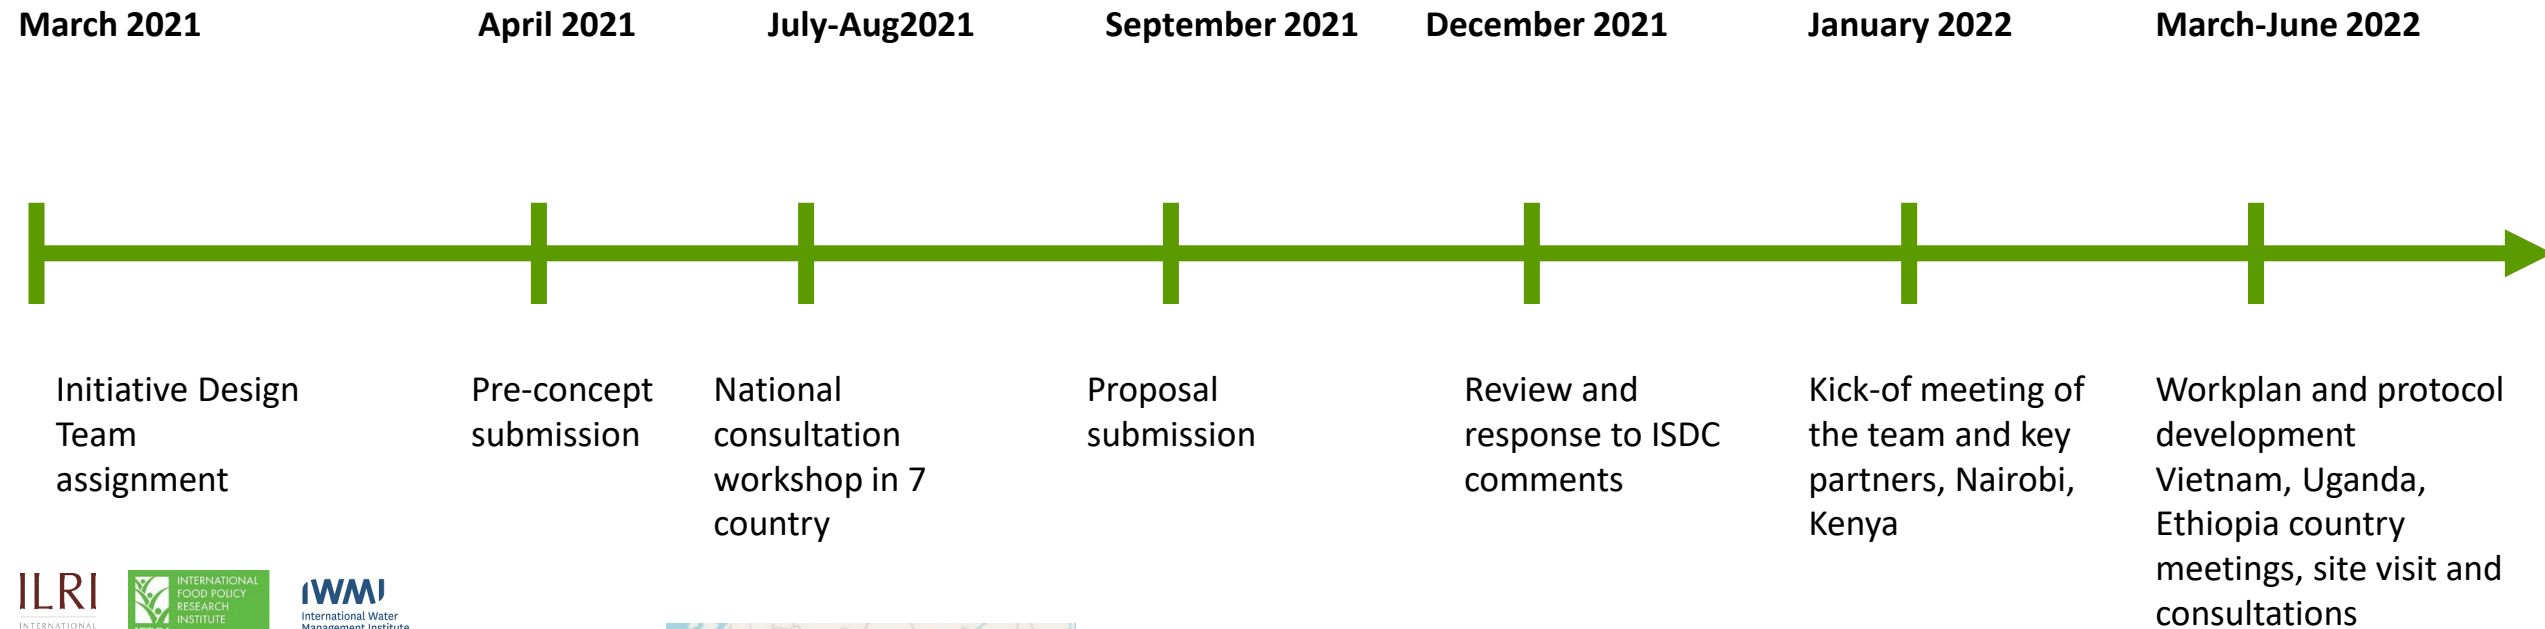 March 2021
April 2021
July-Aug2021
September 2021
December 2021
January 2022
March-June 2022
Initiative Design
Team
assignment
Pre-concept
submission
National
consultation
workshop in 7
country
Proposal
submission
Review and
response to ISDC
comments
Kick-of meeting of
the team and key
partners, Nairobi,
Kenya
Workplan and protocol
development
Vietnam, Uganda,
Ethiopia country
meetings, site visit and
consultations
ILRI
INTERNATIONAL
INTERNATIONAL
FOOD POLICY
RESEARCH
INSTITUTE
IWMI
International Water
Management Institute